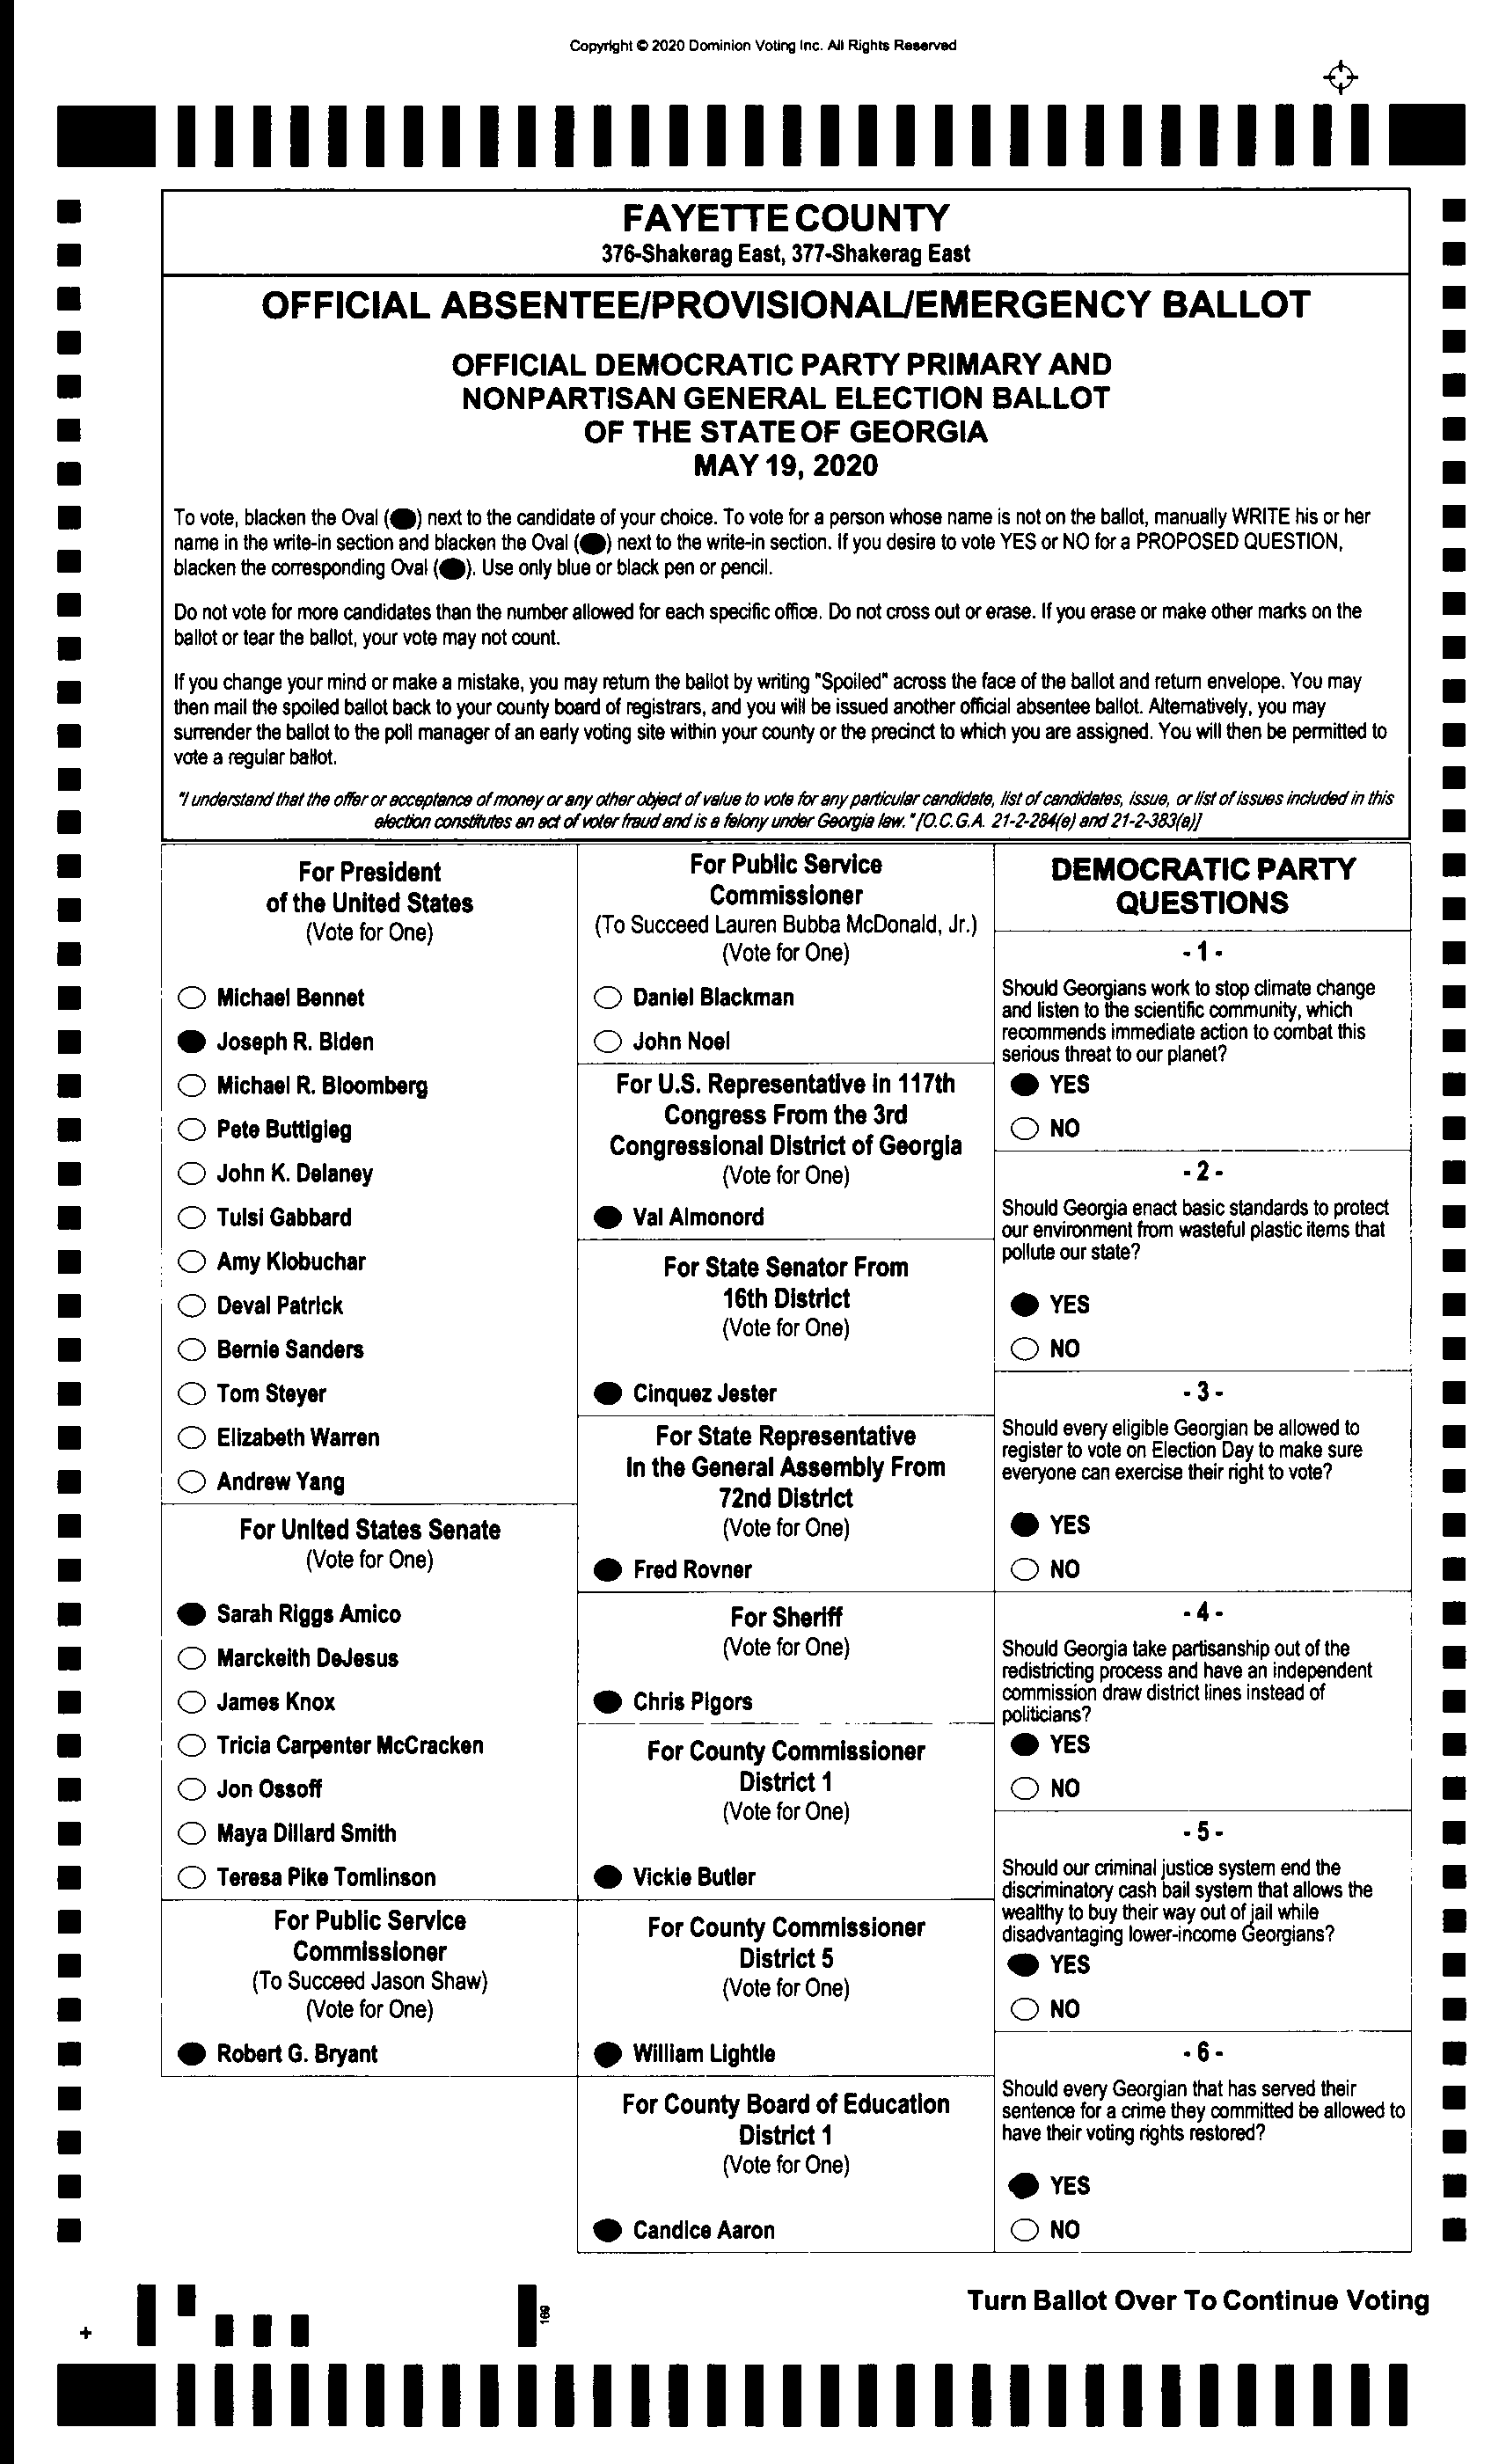 Copyright © 2020 Dominion Voting Inc. All Rights Reserved
FAYETTE COUNTY
376-Shakerag East, 377-Shakerag East
OFFICIAL ABSENTEE/PROVISIONAL/EMERGENCY BALLOT
OFFICIAL DEMOCRATIC PARTY PRIMARY AND
NONPARTISAN GENERAL ELECTION BALLOT
OF THE STATE OF GEORGIA
MAY 19, 2020
To vote, blacken the Oval (●) next to the candidate of your choice. To vote for a person whose name is not on the ballot, manually WRITE his or her
name in the write-in section and blacken the Oval (●) next to the write-in section. If you desire to vote YES or NO for a PROPOSED QUESTION,
blacken the corresponding Oval (●). Use only blue or black pen or pencil.
Do not vote for more candidates than the number allowed for each specific office. Do not cross out or erase. If you erase or make other marks on the
ballot or tear the ballot, your vote may not count.
If you change your mind or make a mistake, you may return the ballot by writing "Spoiled" across the face of the ballot and return envelope. You may
then mail the spoiled ballot back to your county board of registrars, and you will be issued another official absentee ballot. Alternatively, you may
surrender the ballot to the poll manager of an early voting site within your county or the precinct to which you are assigned. You will then be permitted to
vote a regular ballot.
"I understand that the offer or acceptance of money or any other object of value to vote for any particular candidate, list of candidates, issue, or list of issues included in this
election constitutes an act of voter fraud and is a felony under Georgia law." [O.C.G.A. 21-2-284(e) and 21-2-383(a)]
For President
of the United States
(Vote for One)
Michael Bennet
Joseph R. Biden
Michael R. Bloomberg
Pete Buttigieg
John K. Delaney
Tulsi Gabbard
Amy Klobuchar
Deval Patrick
Bernie Sanders
Tom Steyer
Elizabeth Warren
Andrew Yang
For United States Senate
(Vote for One)
Sarah Riggs Amico
Marckeith DeJesus
James Knox
Tricia Carpenter McCracken
Jon Ossoff
Maya Dillard Smith
Teresa Pike Tomlinson
For Public Service
Commissioner
(To Succeed Jason Shaw)
(Vote for One)
Robert G. Bryant
For Public Service
Commissioner
(To Succeed Lauren Bubba McDonald, Jr.)
(Vote for One)
Daniel Blackman
John Noel
For U.S. Representative in 117th
Congress From the 3rd
Congressional District of Georgia
(Vote for One)
Val Almonord
For State Senator From
16th District
(Vote for One)
Cinquez Jester
For State Representative
in the General Assembly From
72nd District
(Vote for One)
Fred Rovner
For Sheriff
(Vote for One)
Chris Pigors
For County Commissioner
District 1
(Vote for One)
Vickie Butler
For County Commissioner
District 5
(Vote for One)
William Lightle
For County Board of Education
District 1
(Vote for One)
Candice Aaron
DEMOCRATIC PARTY
QUESTIONS
- 1 -
Should Georgians work to stop climate change
and listen to the scientific community, which
recommends immediate action to combat this
serious threat to our planet?
YES
NO
- 2 -
Should Georgia enact basic standards to protect
our environment from wasteful plastic items that
pollute our state?
YES
NO
- 3 -
Should every eligible Georgian be allowed to
register to vote on Election Day to make sure
everyone can exercise their right to vote?
YES
NO
- 4 -
Should Georgia take partisanship out of the
redistricting process and have an independent
commission draw district lines instead of
politicians?
YES
NO
- 5 -
Should our criminal justice system end the
discriminatory cash bail system that allows the
wealthy to buy their way out of jail while
disadvantaging lower-income Georgians?
YES
NO
- 6 -
Should every Georgian that has served their
sentence for a crime they committed be allowed to
have their voting rights restored?
YES
NO
169
Turn Ballot Over To Continue Voting